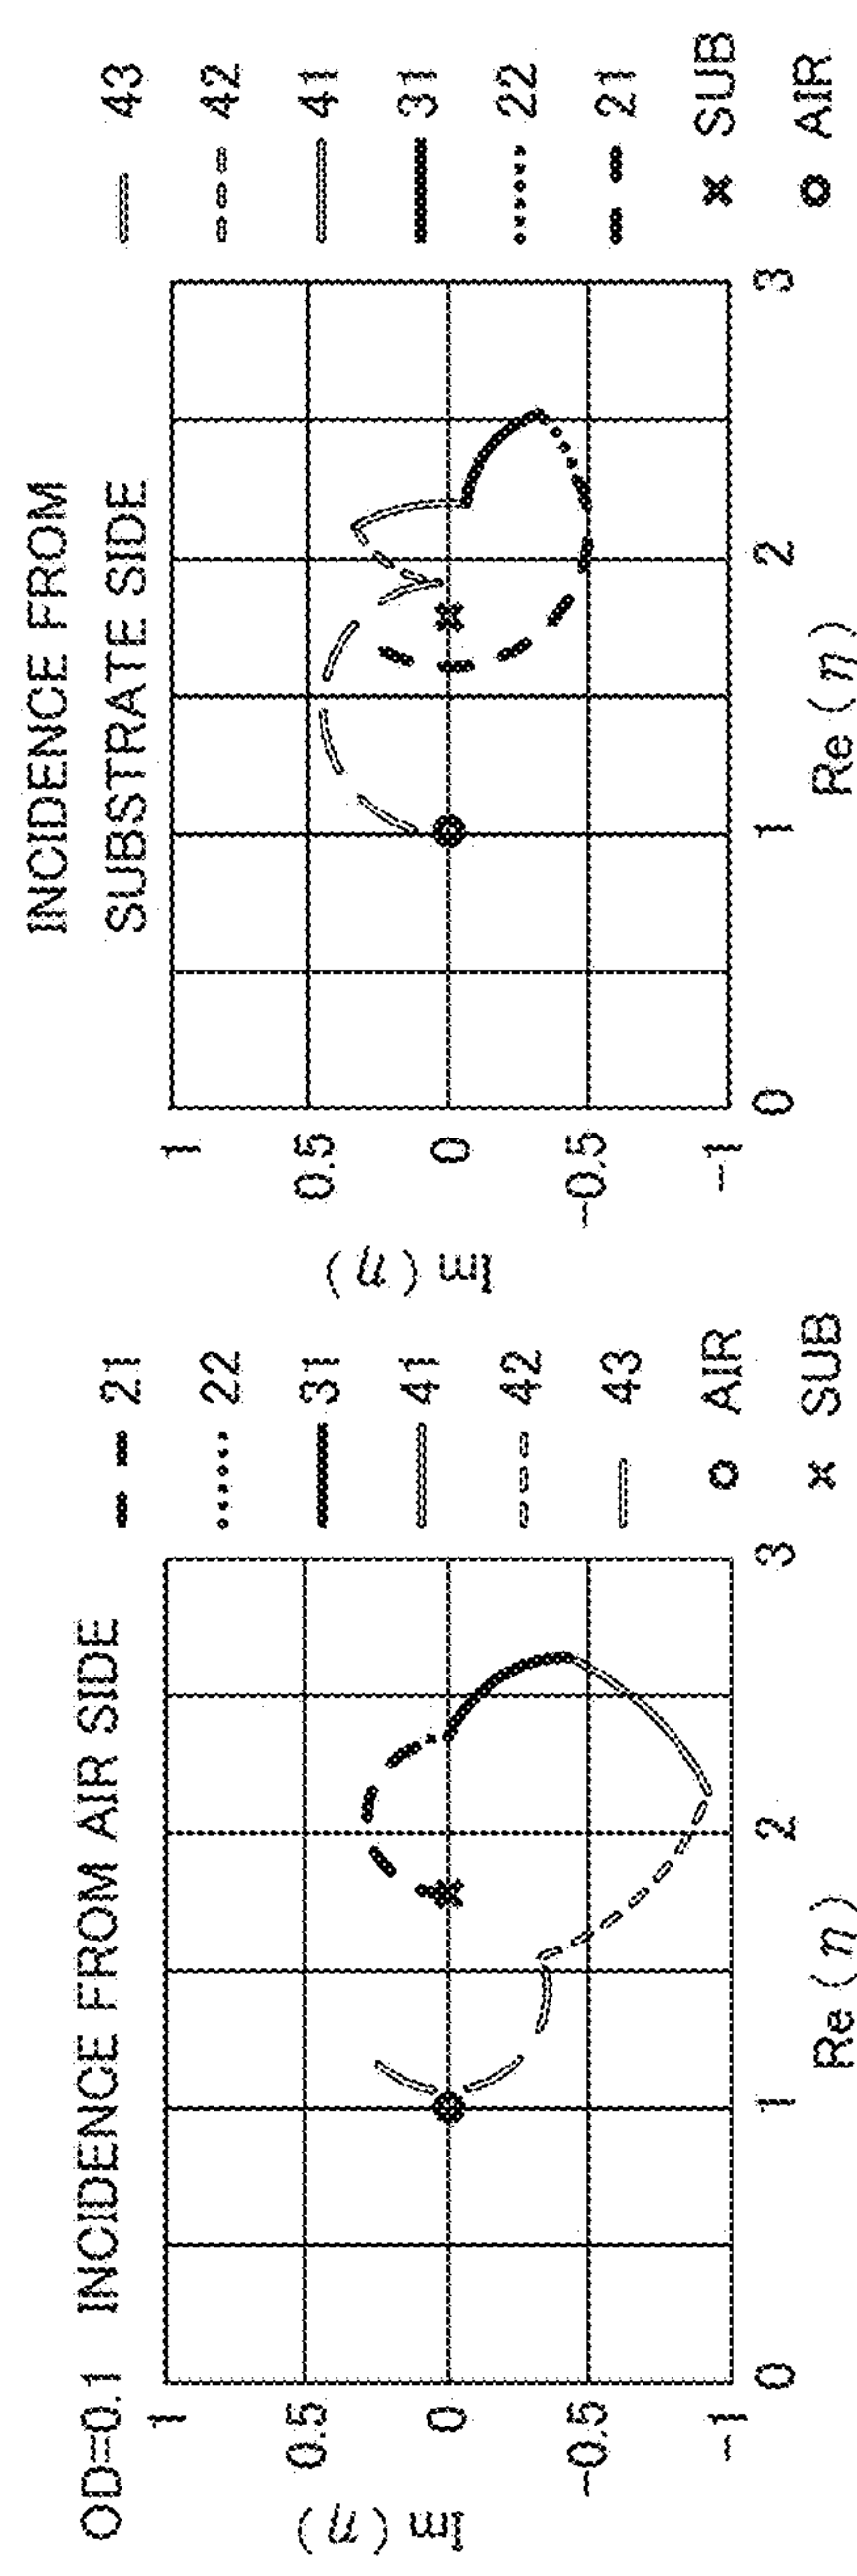 OD=0.1 INCIDENCE FROM AIR SIDE
Im(η)
1
0.5
0
-0.5
-1
0
1
2
3
Re(η)
21
22
31
41
42
43
AIR
SUB
INCIDENCE FROM
SUBSTRATE SIDE
Im(η)
1
0.5
0
-0.5
-1
0
1
2
3
Re(η)
43
42
41
31
22
21
SUB
AIR